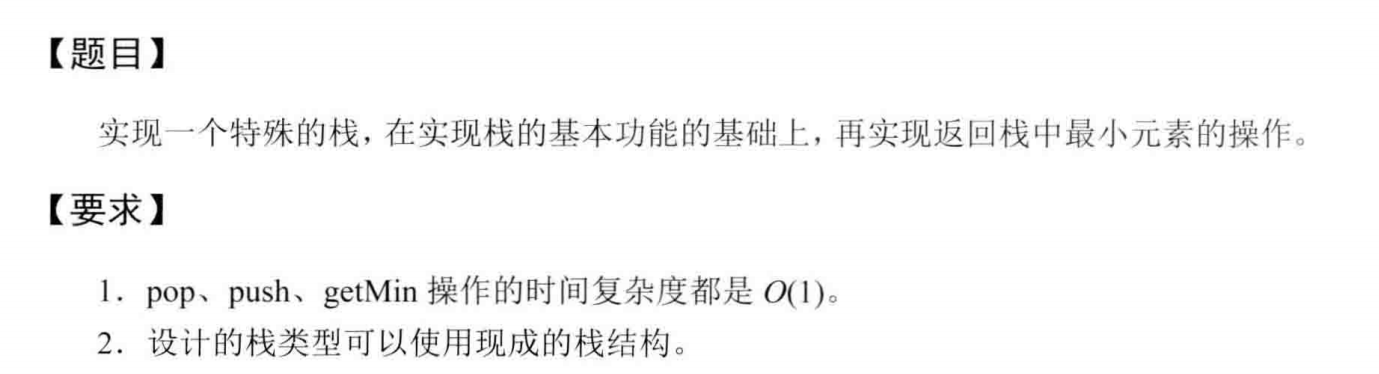 【题目】
实现一个特殊的栈，在实现栈的基本功能的基础上，再实现返回栈中最小元素的操作。
【要求】
1．pop、push、getMin 操作的时间复杂度都是 O(1)。
2．设计的栈类型可以使用现成的栈结构。